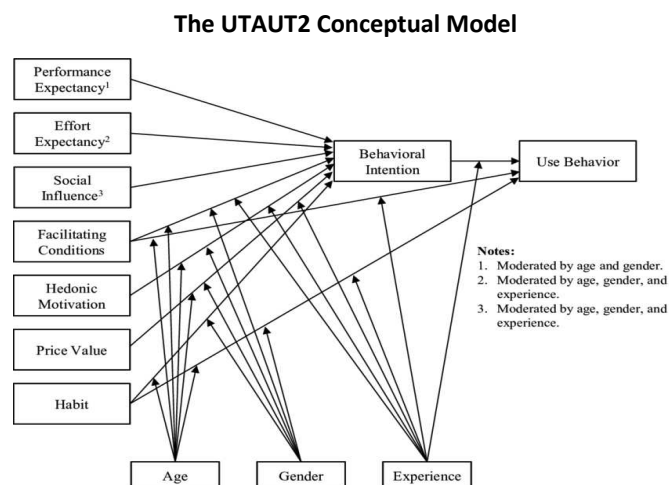 The UTAUT2 Conceptual Model
Performance
Expectancy¹
Effort
Expectancy²
Social
Influence³
Facilitating
Conditions
Hedonic
Motivation
Price Value
Habit
Behavioral
Intention
Use Behavior
Notes:
1. Moderated by age and gender.
2. Moderated by age, gender, and
experience.
3. Moderated by age, gender, and
experience.
Age
Gender
Experience